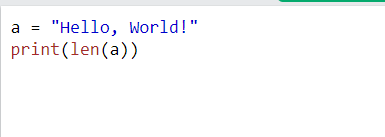 a = "Hello, World!"
print(len(a))